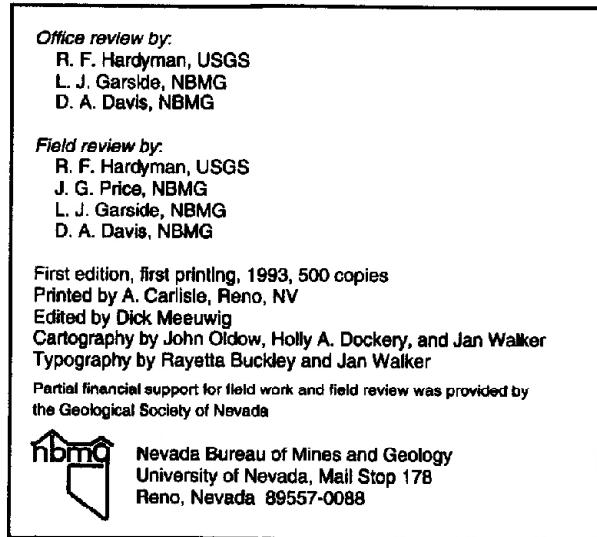 Office review by:
R. F. Hardyman, USGS
L. J. Garside, NBMG
D. A. Davis, NBMG
Field review by:
R. F. Hardyman, USGS
J. G. Price, NBMG
L. J. Garside, NBMG
D. A. Davis, NBMG
First edition, first printing, 1993, 500 copies
Printed by A. Carlisle, Reno, NV
Edited by Dick Meeuwig
Cartography by John Oldow, Holly A. Dockery, and Jan Walker
Typography by Rayetta Buckley and Jan Walker
Partial financial support for field work and field review was provided by
the Geological Society of Nevada
nbmg
Nevada Bureau of Mines and Geology
University of Nevada, Mail Stop 178
Reno, Nevada 89557-0088